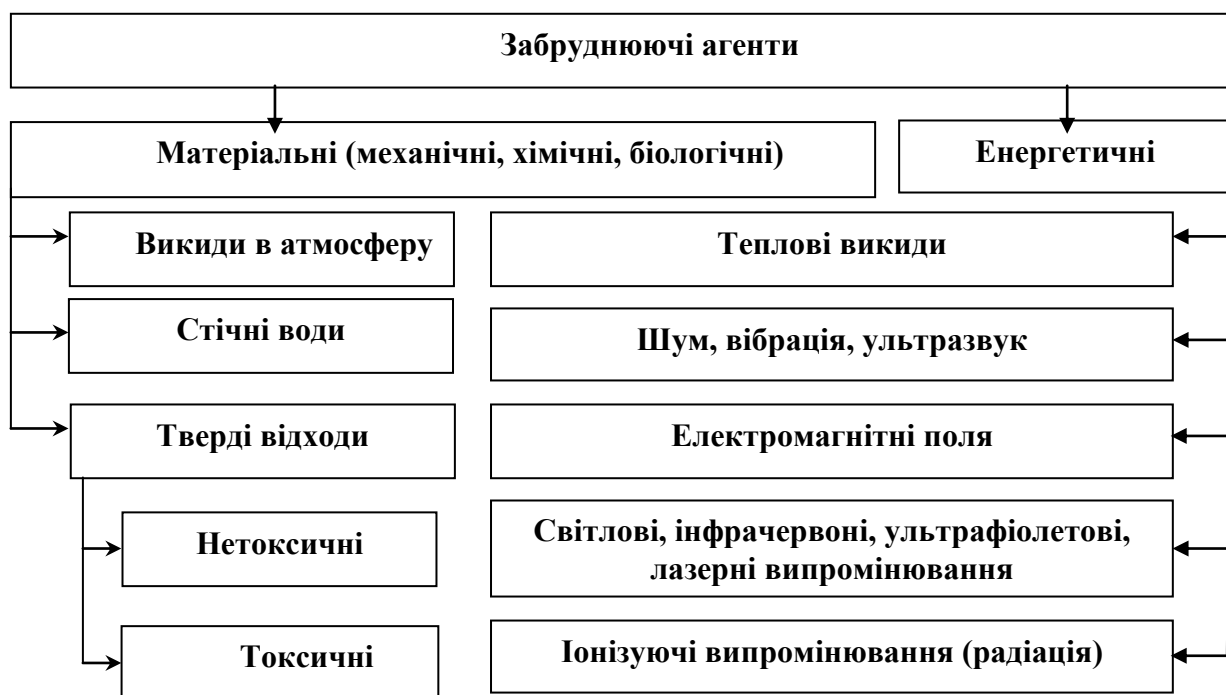 Забруднюючі агенти
Матеріальні (механічні, хімічні, біологічні)
Енергетичні
Викиди в атмосферу
Теплові викиди
Стічні води
Шум, вібрація, ультразвук
Тверді відходи
Електромагнітні поля
Нетоксичні
Світлові, інфрачервоні, ультрафіолетові,
лазерні випромінювання
Токсичні
Іонізуючі випромінювання (радіація)